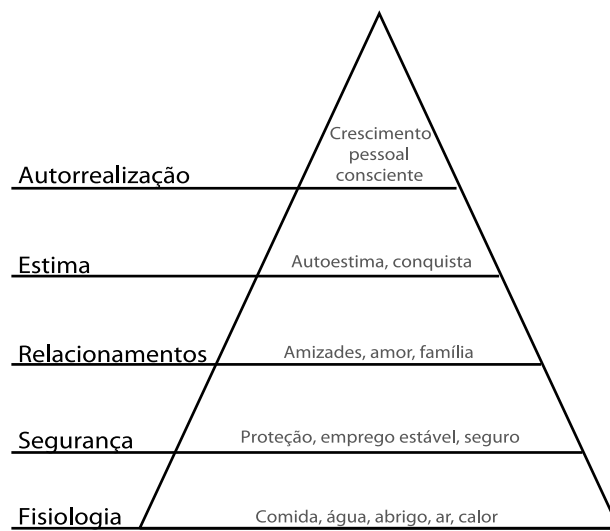 Crescimento
pessoal
consciente
Autorrealização
Estima
Autoestima, conquista
Relacionamentos
Amizades, amor, família
Segurança
Proteção, emprego estável, seguro
Fisiologia
Comida, água, abrigo, ar, calor